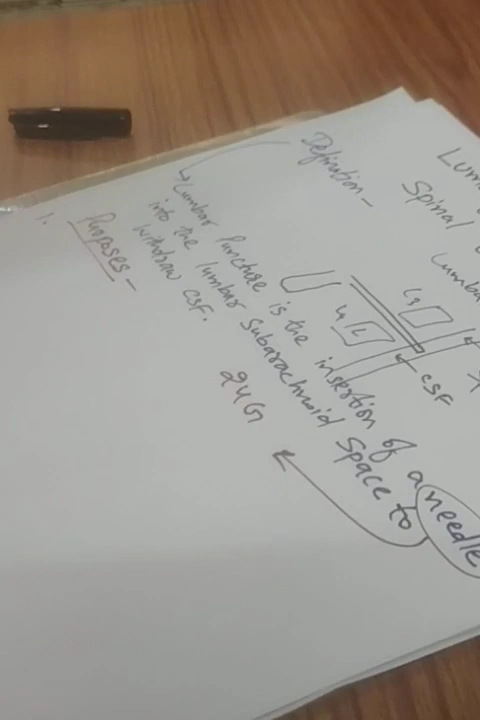 Spinal
Definition-
L3
L4
CSF
→ Lumbar Puncture is the insertion of a needle
into the lumbar subarachnoid space to
withdraw CSF.
24G
Purposes-
1.